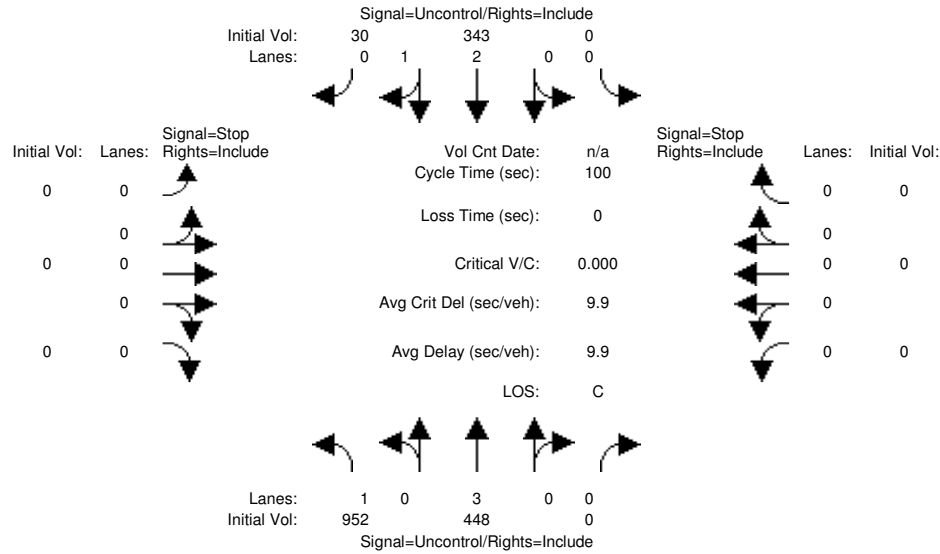 Signal=Uncontrol/Rights=Include
Initial Vol: 30 343 0
Lanes: 0 1 2 0 0
Signal=Stop Signal=Stop
Initial Vol: Lanes: Rights=Include Vol Cnt Date: n/a Rights=Include Lanes: Initial Vol:
Cycle Time (sec): 100
0 0 0 0
Loss Time (sec): 0
0 0
0 0 Critical V/C: 0.000 0 0
0 Avg Crit Del (sec/veh): 9.9 0
0 0 Avg Delay (sec/veh): 9.9 0 0
LOS: C
Lanes: 1 0 3 0 0
Initial Vol: 952 448 0
Signal=Uncontrol/Rights=Include